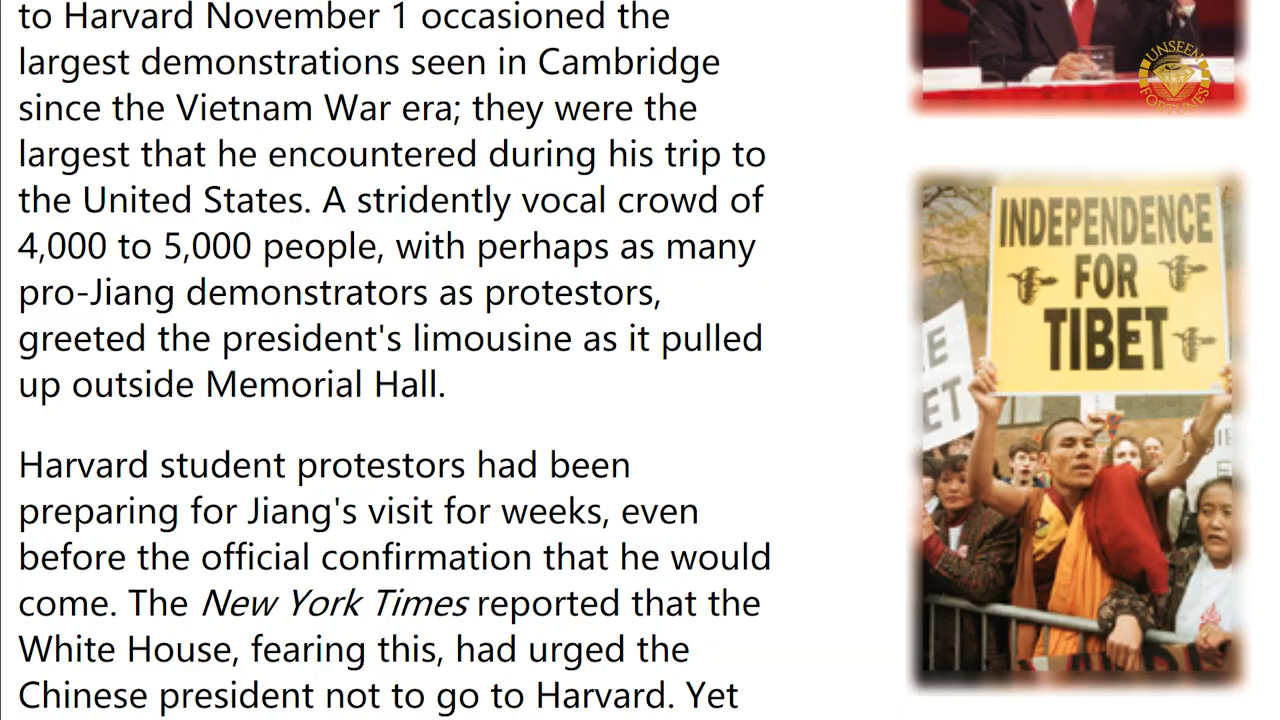 to Harvard November 1 occasioned the
largest demonstrations seen in Cambridge
since the Vietnam War era; they were the
largest that he encountered during his trip to
the United States. A stridently vocal crowd of
4,000 to 5,000 people, with perhaps as many
pro-Jiang demonstrators as protestors,
greeted the president's limousine as it pulled
up outside Memorial Hall.
Harvard student protestors had been
preparing for Jiang's visit for weeks, even
before the official confirmation that he would
come. The New York Times reported that the
White House, fearing this, had urged the
Chinese president not to go to Harvard. Yet
UNSEEN
FORTUNES
INDEPENDENCE
FOR
TIBET